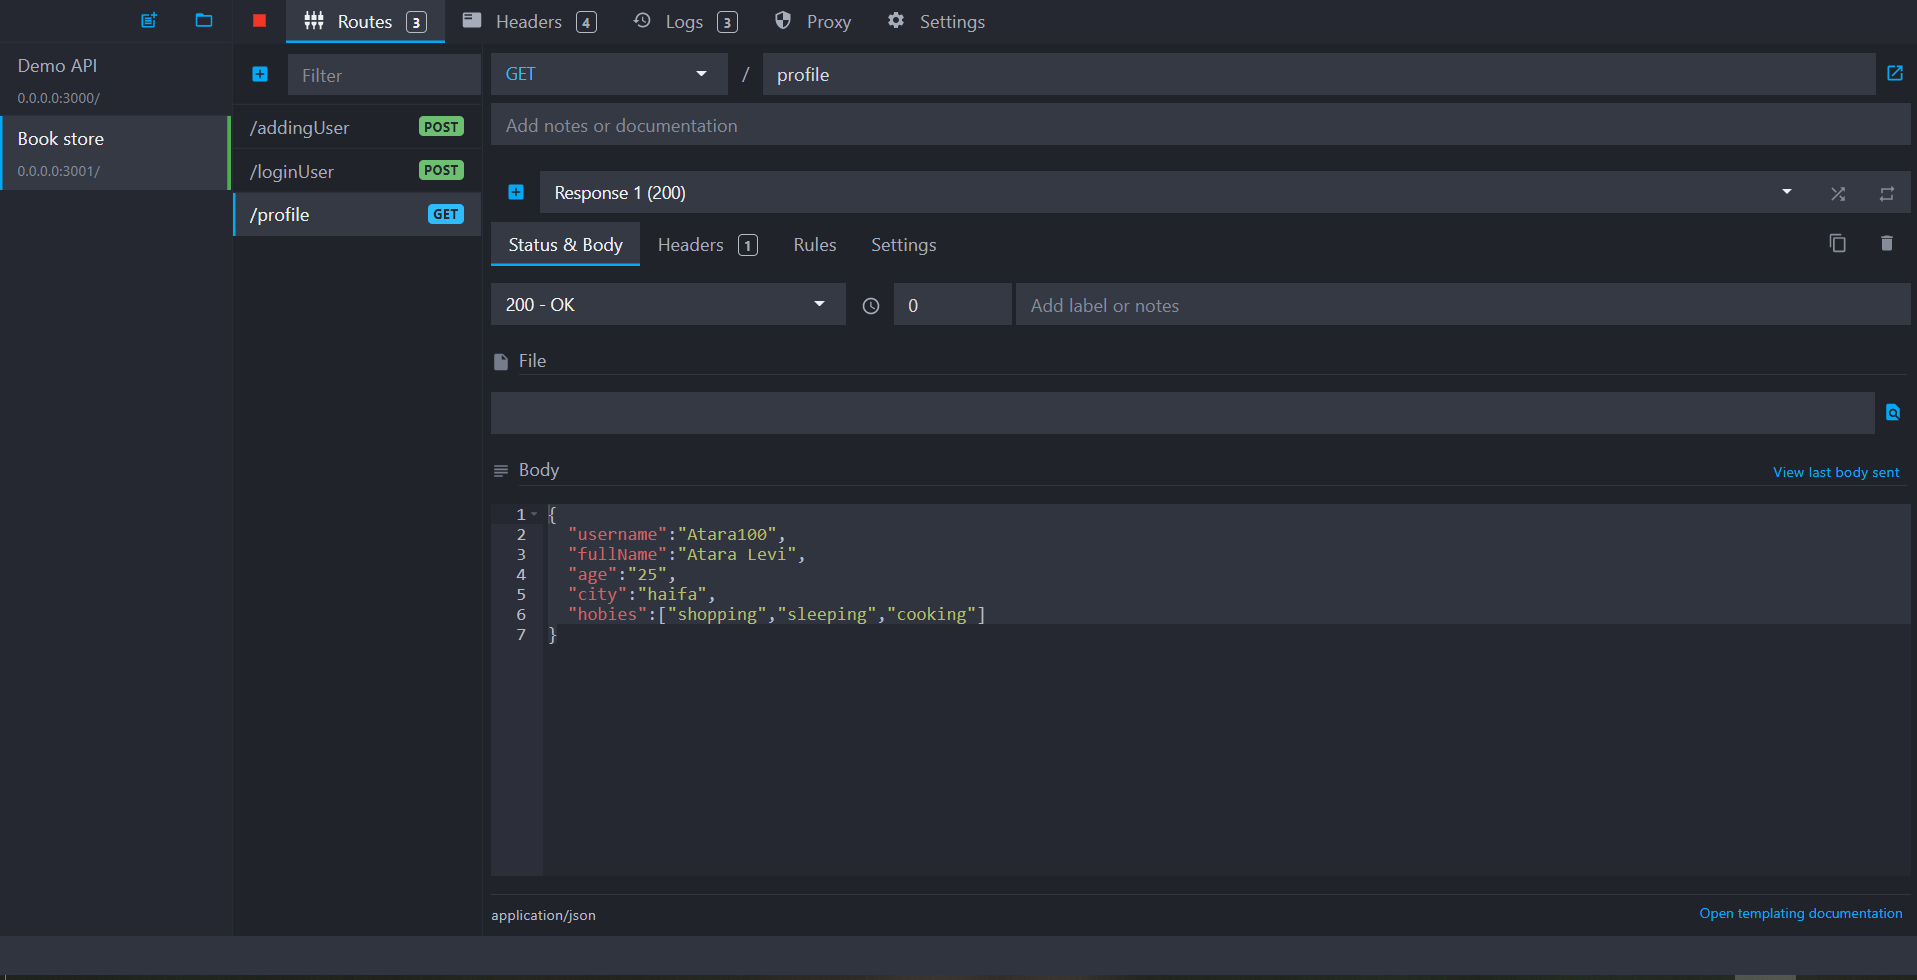 Routes 3 Headers 4 Logs 3 Proxy Settings
Demo API
0.0.0.0:3000/
Book store
0.0.0.0:3001/
Filter
/addingUser POST
/loginUser POST
/profile GET
GET / profile
Add notes or documentation
Response 1 (200)
Status & Body Headers 1 Rules Settings
200 - OK 0 Add label or notes
File
Body View last body sent
1 {
2 "username":"Atara100",
3 "fullName":"Atara Levi",
4 "age":"25",
5 "city":"haifa",
6 "hobies":["shopping","sleeping","cooking"]
7 }
application/json Open templating documentation